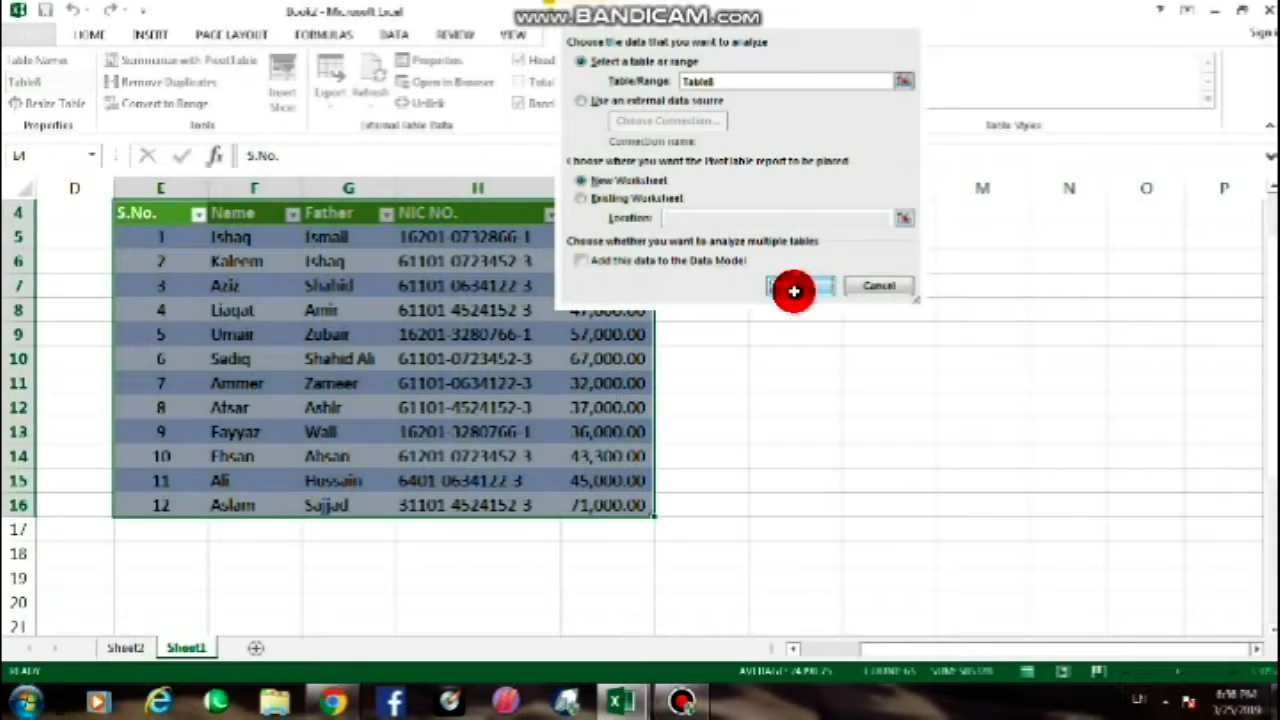 www.BANDICAM.com
Book2 - Microsoft Excel
Sign i
HOME INSERT PAGE LAYOUT FORMULAS DATA REVIEW VIEW
Table Name
Table8
Resize Table
Properties
Summarize with PivotTable
Remove Duplicates
Convert to Range
Tools
Insert
Slicer
Export Refresh
Properties
Open in Browser
Unlink
External Table Data
Head
Total
Band
Table Styles
Choose the data that you want to analyze
Select a table or range
Table/Range: Table8
Use an external data source
Choose Connection...
Connection name:
Choose where you want the PivotTable report to be placed
New Worksheet
Existing Worksheet
Location:
Choose whether you want to analyze multiple tables
Add this data to the Data Model
Cancel
E4 fx S.No.
D E F G H M N O P
4 S.No. Name Father NIC NO.
5 1 Ishaq Ismail 16201-0732866-1
6 2 Kaleem Ishaq 61101-0723452-3
7 3 Aziz Shahid 61101-0634122-3
8 4 Liaqat Amir 61101-4524152-3 47,000.00
9 5 Umair Zubair 16201-3280766-1 57,000.00
10 6 Sadiq Shahid Ali 61101-0723452-3 67,000.00
11 7 Ammer Zameer 61101-0634122-3 32,000.00
12 8 Afsar Ashir 61101-4524152-3 37,000.00
13 9 Fayyaz Wali 16201-3280766-1 36,000.00
14 10 Ehsan Ahsan 61201-0723452-3 43,300.00
15 11 Ali Hussain 6401-0634122-3 45,000.00
16 12 Aslam Sajjad 31101-4524152-3 71,000.00
17
18
19
20
21
Sheet2 Sheet1
READY COUNT: 65
EN 6:38 PM
3/25/2019